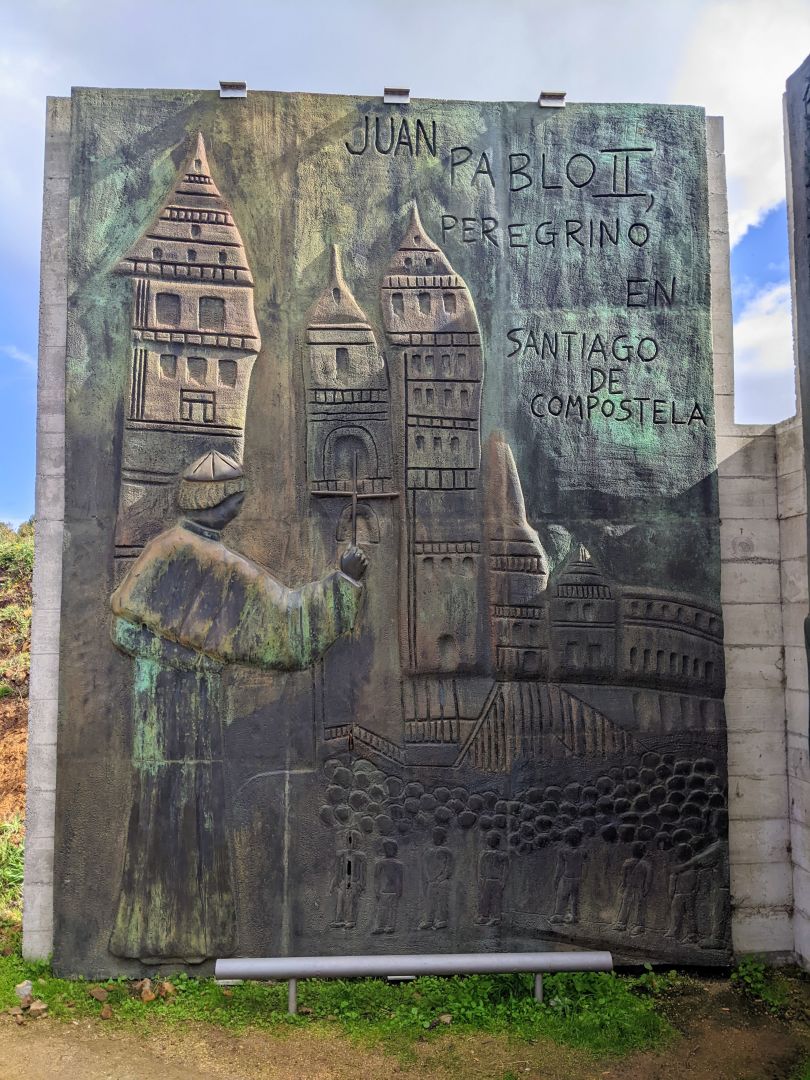 JUAN PABLO II,
PEREGRINO
EN
SANTIAGO
DE
COMPOSTELA